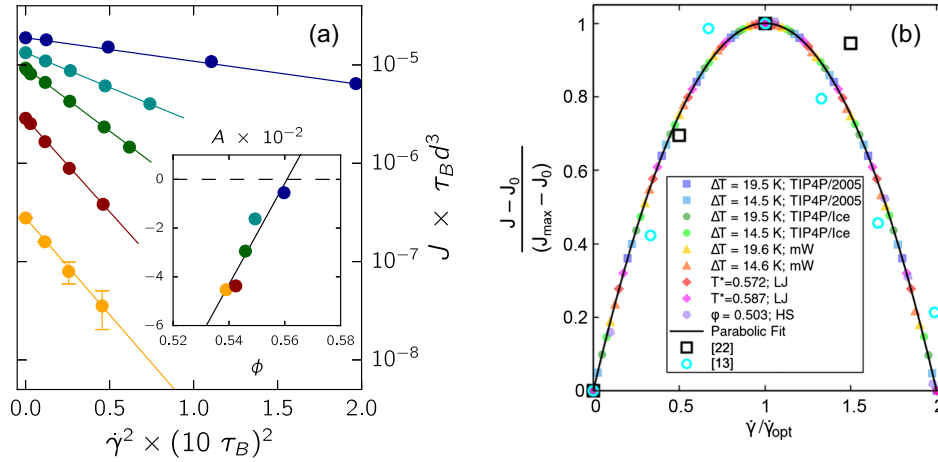 (a)
10⁻⁵
10⁻⁶
10⁻⁷
10⁻⁸
J × τ_B d³
A × 10⁻²
0
−2
−4
−6
0.52 0.54 0.56 0.58
ϕ
0.0 0.5 1.0 1.5 2.0
γ̇² × (10 τ_B)²
(b)
1
0.8
0.6
0.4
0.2
0
J – J₀
(J_max – J₀)
ΔT = 19.5 K; TIP4P/2005
ΔT = 14.5 K; TIP4P/2005
ΔT = 19.5 K; TIP4P/Ice
ΔT = 14.5 K; TIP4P/Ice
ΔT = 19.6 K; mW
ΔT = 14.6 K; mW
T*=0.572; LJ
T*=0.587; LJ
φ = 0.503; HS
Parabolic Fit
[22]
[13]
0 0.5 1 1.5 2
γ̇/γ̇_opt